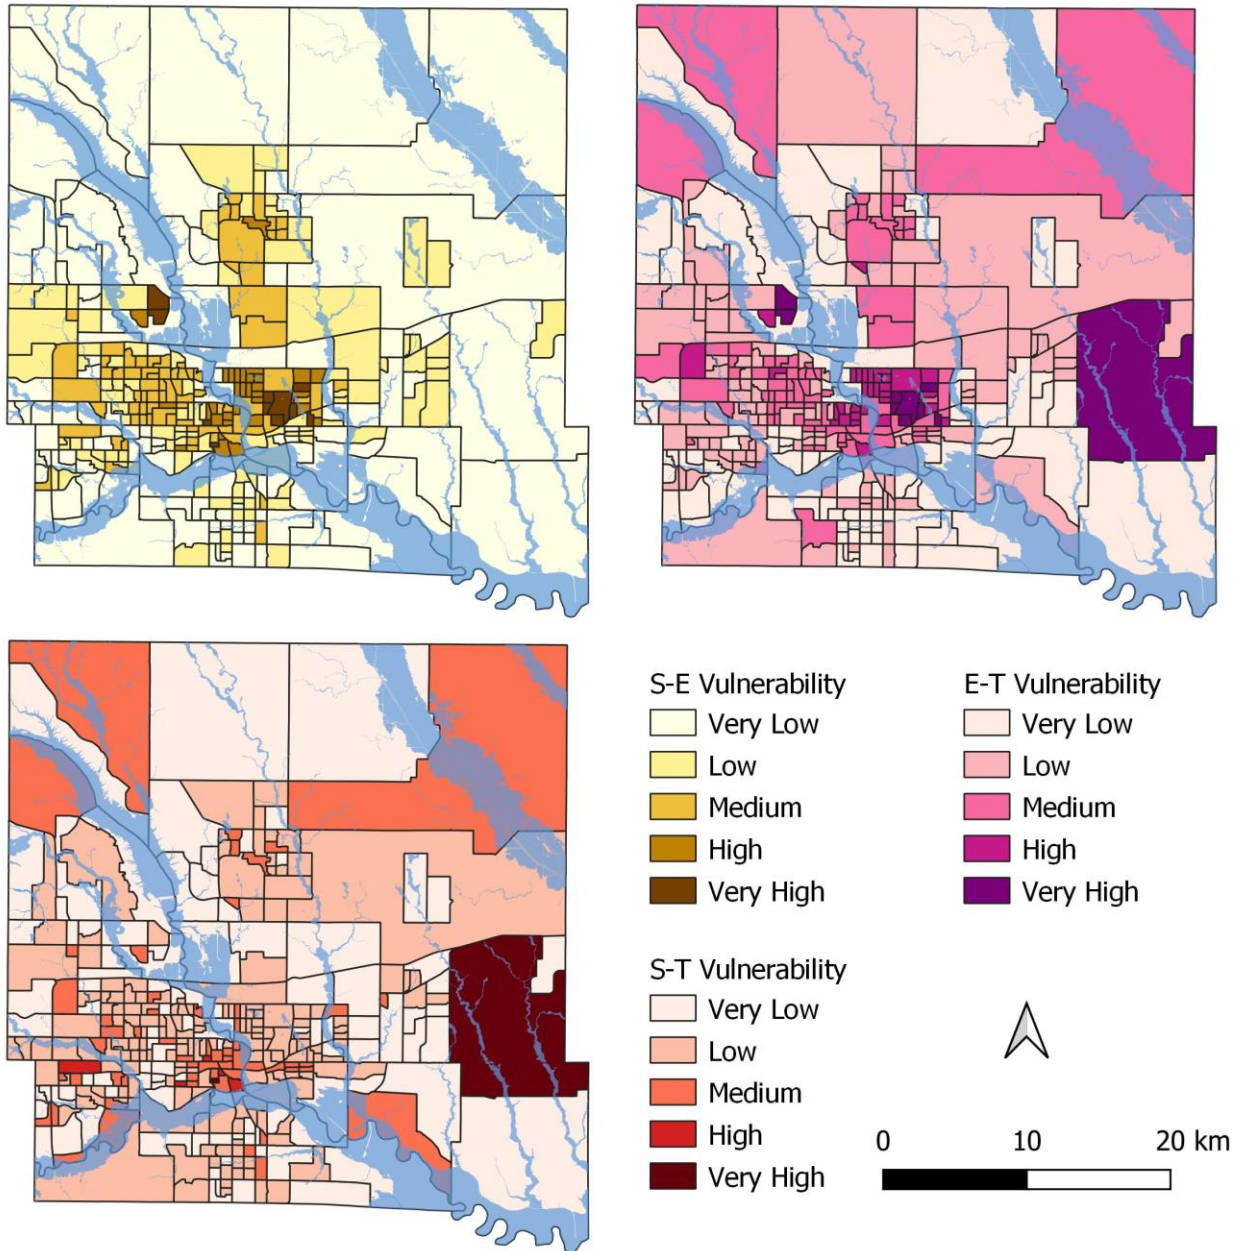 S-E Vulnerability
Very Low
Low
Medium
High
Very High
E-T Vulnerability
Very Low
Low
Medium
High
Very High
S-T Vulnerability
Very Low
Low
Medium
High
Very High
0 10 20 km